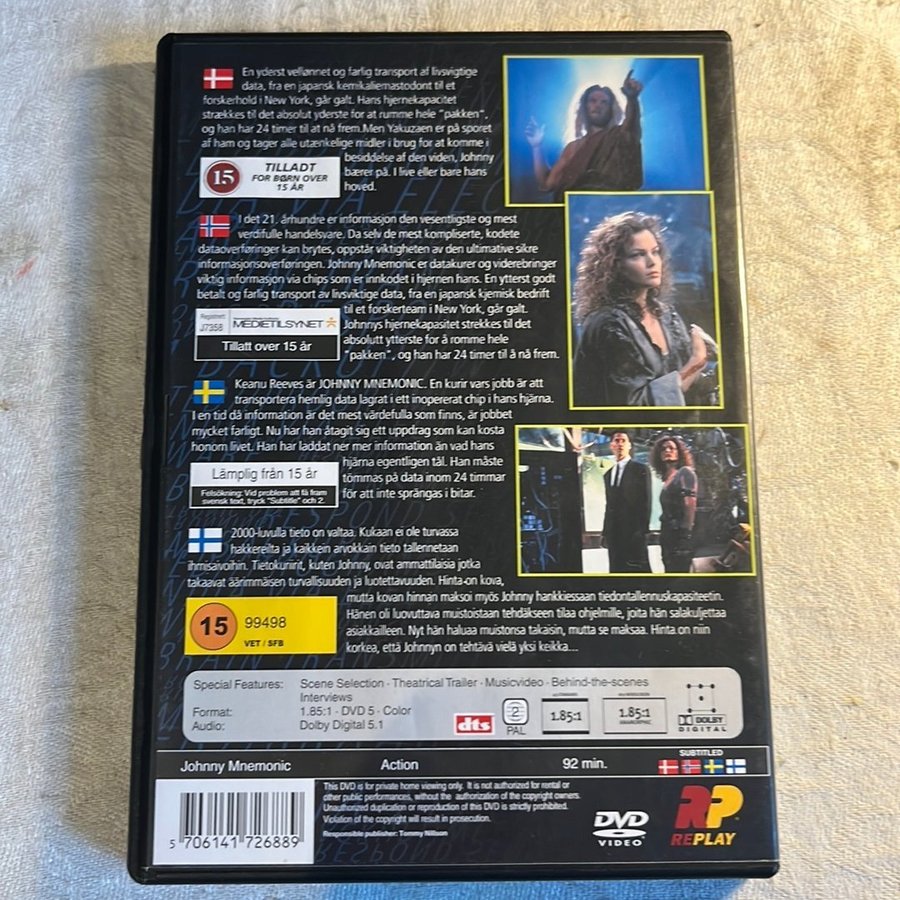 En yderst vellønnet og farlig transport af livsvigtige
data, fra en japansk kemikaliemastodont til et
forskerhold i New York, går galt. Hans hjernekapacitet
strækkes til det absolut yderste for at rumme hele "pakken",
og han har 24 timer til at nå frem.Men Yakuzaen er på sporet
af ham og tager alle utænkelige midler i brug for at komme i
besiddelse af den viden, Johnny
bærer på. I live eller bare hans
hoved.
15
TILLADT
FOR BØRN OVER
15 ÅR
I det 21. århundre er informasjon den vesentligste og mest
verdifulle handelsvare. Da selv de mest kompliserte, kodete
dataoverføringer kan brytes, oppstår viktigheten av den ultimative sikre
informasjonsoverføringen. Johnny Mnemonic er datakurer og viderebringer
viktig informasjon via chips som er innkodet i hjernen hans. En ytterst godt
betalt og farlig transport av livsviktige data, fra en japansk kjemisk bedrift
til et forskerteam i New York, går galt.
Johnnys hjernekapasitet strekkes til det
absolutt ytterste for å romme hele
"pakken", og han har 24 timer til å nå frem.
Registrert
J7358
MEDIETILSYNET
Tillatt over 15 år
Keanu Reeves är JOHNNY MNEMONIC. En kurir vars jobb är att
transportera hemlig data lagrat i ett inopererat chip i hans hjärna.
I en tid då information är det mest värdefulla som finns, är jobbet
mycket farligt. Nu har han åtagit sig ett uppdrag som kan kosta
honom livet. Han har laddat ner mer information än vad hans
hjärna egentligen tål. Han måste
tömmas på data inom 24 timmar
för att inte sprängas i bitar.
Lämplig från 15 år
Felsökning: Vid problem att få fram
svensk text, tryck "Subtitle" och 2.
2000-luvulla tieto on valtaa. Kukaan ei ole turvassa
hakkereilta ja kaikkein arvokkain tieto tallennetaan
ihmisaivoihin. Tietokuriirit, kuten Johnny, ovat ammattilaisia jotka
takaavat äärimmäisen turvallisuuden ja luotettavuuden. Hinta-on kova,
mutta kovan hinnan maksoi myös Johnny hankkiessaan tiedontallennuskapasiteetin.
Hänen oli luovuttava muistoistaan tehdäkseen tilaa ohjelmille, joita hän salakuljettaa
asiakkailleen. Nyt hän haluaa muistonsa takaisin, mutta se maksaa. Hinta on niin
korkea, että Johnnyn on tehtävä vielä yksi keikka...
15
99498
VET / SFB
Special Features: Scene Selection · Theatrical Trailer · Musicvideo · Behind-the-scenes
Interviews
Format: 1.85:1 · DVD 5 · Color
Audio: Dolby Digital 5.1
dts
2
PAL
1.85:1
1.85:1
ANAMORPHIC
DOLBY
DIGITAL
Johnny Mnemonic Action 92 min.
SUBTITLED
This DVD is for private home viewing only. It is not authorized for rental or
other public performances, without the authorization of the copyright owners.
Unauthorized duplication or reproduction of this DVD is strictly prohibited.
Violation of the copyright will result in prosecution.
Responsible publisher: Tommy Nilsson
5 706141 726889
DVD
VIDEO
RP
REPLAY